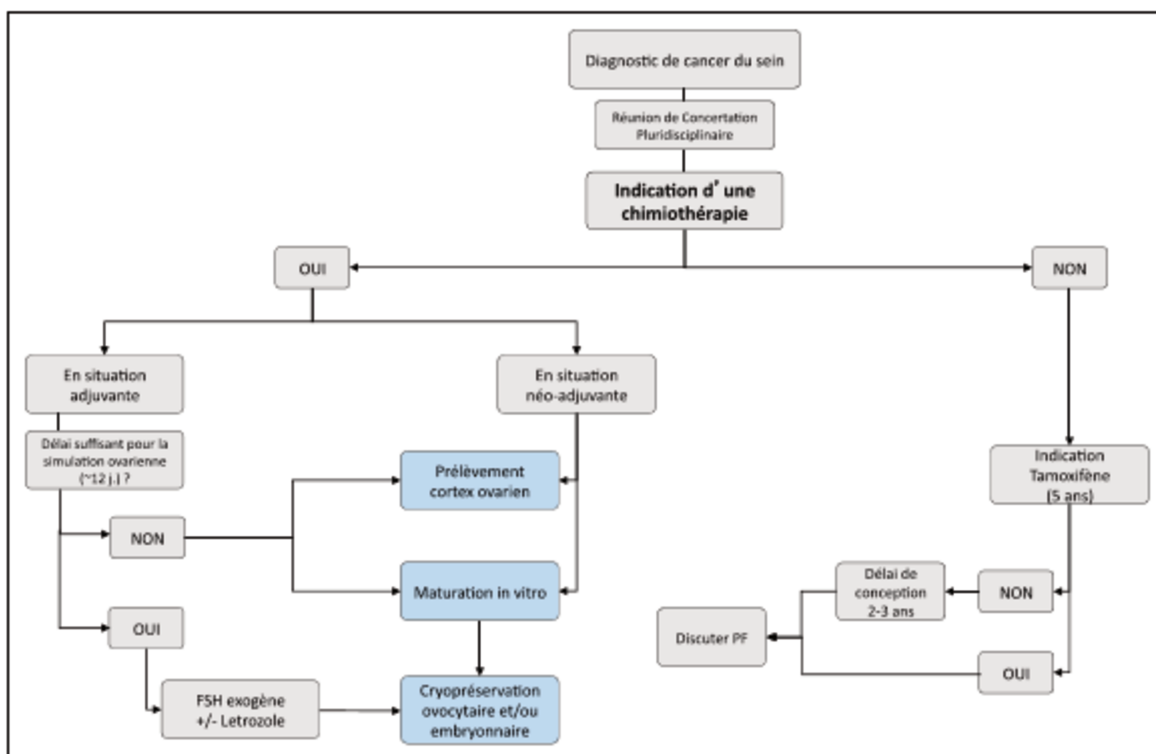 Diagnostic de cancer du sein
Réunion de Concertation
Pluridisciplinaire
Indication d' une
chimiothérapie
OUI
NON
En situation
adjuvante
En situation
néo-adjuvante
Délai suffisant pour la
simulation ovarienne
(~12 j.) ?
Prélèvement
cortex ovarien
Indication
Tamoxifène
(5 ans)
NON
Maturation in vitro
Délai de
conception
2-3 ans
NON
OUI
Discuter PF
OUI
FSH exogène
+/- Letrozole
Cryopréservation
ovocytaire et/ou
embryonnaire